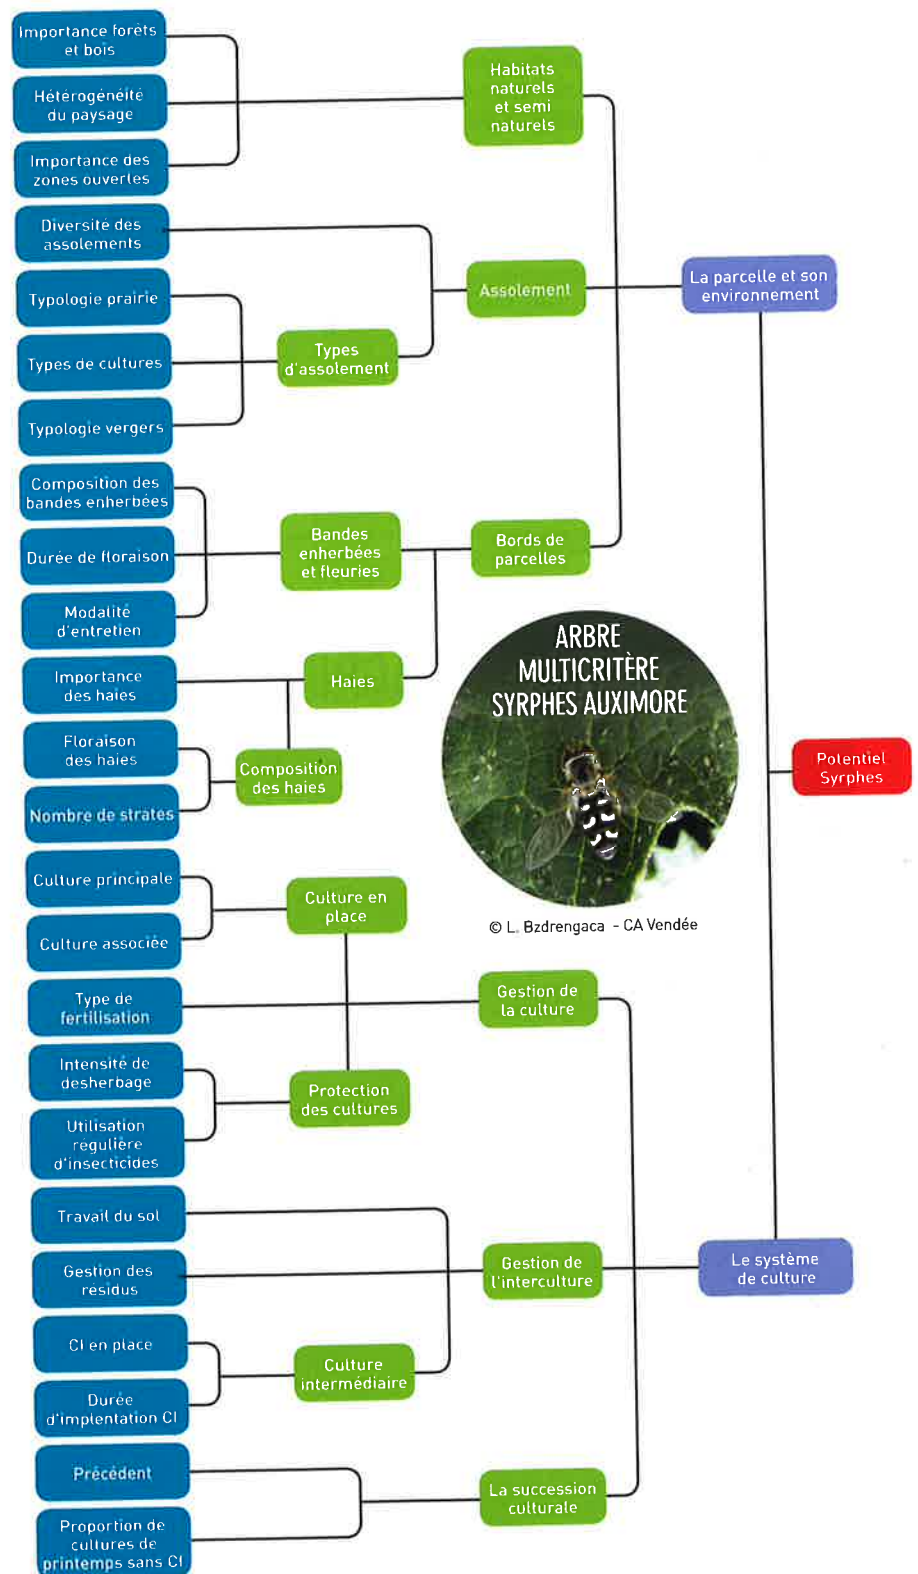 Importance forêts
et bois
Hétérogénéité
du paysage
Importance des
zones ouvertes
Habitats
naturels
et semi
naturels
Diversité des
assolements
Typologie prairie
Types de cultures
Typologie vergers
Types
d'assolement
Assolement
La parcelle et son
environnement
Composition des
bandes enherbées
Durée de floraison
Modalité
d'entretien
Bandes
enherbées
et fleuries
Bords de
parcelles
Importance
des haies
Haies
Floraison
des haies
Nombre de strates
Composition
des haies
ARBRE
MULTICRITÈRE
SYRPHES AUXIMORE
© L. Bzdrengaca - CA Vendée
Potentiel
Syrphes
Culture principale
Culture associée
Culture en
place
Type de
fertilisation
Gestion de
la culture
Intensité de
desherbage
Utilisation
régulière
d'insecticides
Protection
des cultures
Travail du sol
Gestion des
résidus
Gestion de
l'interculture
Le système
de culture
CI en place
Durée
d'implentation CI
Culture
intermédiaire
Précédent
Proportion de
cultures de
printemps sans CI
La succession
culturale